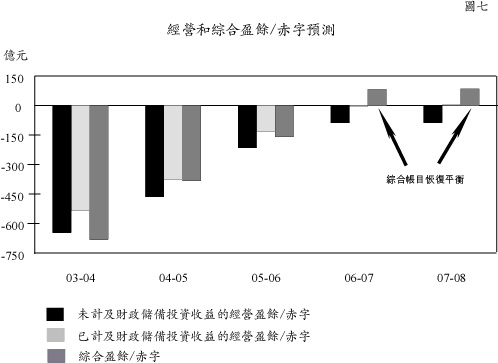 圖七
經營和綜合盈餘/赤字預測
億元
150
0
-150
-300
-450
-600
-750
綜合帳目恢復平衡
03-04 04-05 05-06 06-07 07-08
未計及財政儲備投資收益的經營盈餘/赤字
已計及財政儲備投資收益的經營盈餘/赤字
綜合盈餘/赤字